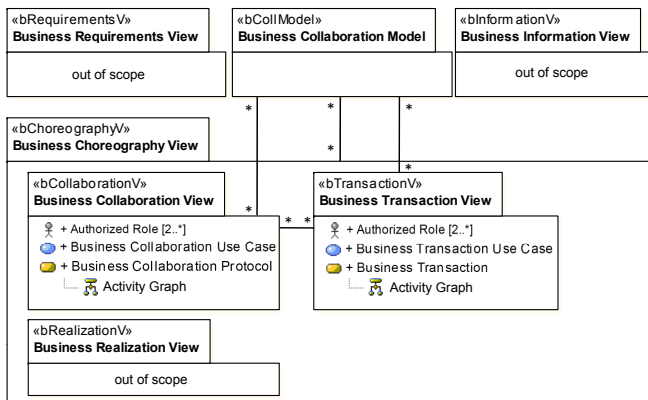 «bRequirementsV»
Business Requirements View
out of scope
«bCollModel»
Business Collaboration Model
«bInformationV»
Business Information View
out of scope
* * *
«bChoreographyV»
Business Choreography View
*
*
«bCollaborationV»
Business Collaboration View
*
+ Authorized Role [2..*]
+ Business Collaboration Use Case
+ Business Collaboration Protocol
Activity Graph
* *
«bTransactionV»
Business Transaction View
+ Authorized Role [2..*]
+ Business Transaction Use Case
+ Business Transaction
Activity Graph
«bRealizationV»
Business Realization View
out of scope